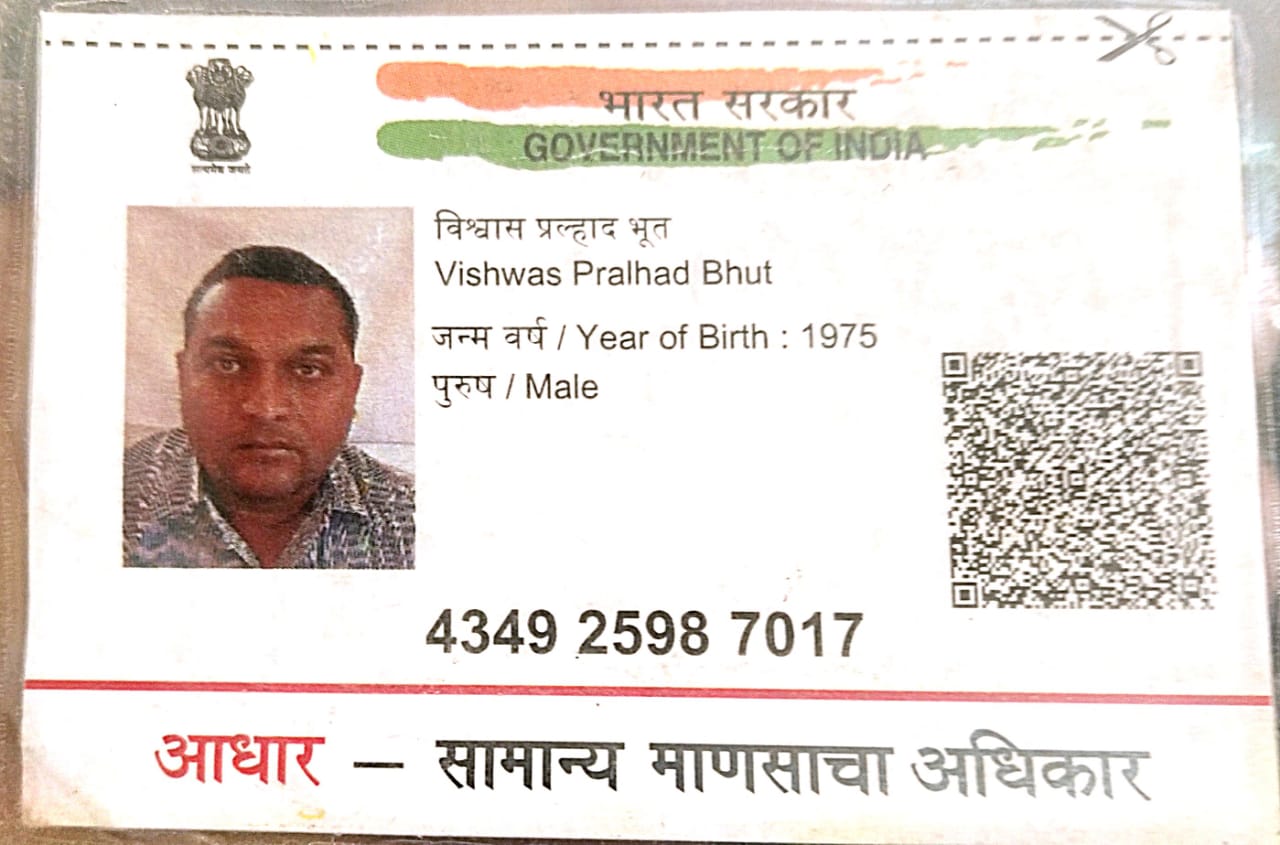 भारत सरकार
GOVERNMENT OF INDIA
सत्यमेव जयते
विश्वास प्रल्हाद भूत
Vishwas Pralhad Bhut
जन्म वर्ष / Year of Birth : 1975
पुरुष / Male
4349 2598 7017
आधार — सामान्य माणसाचा अधिकार